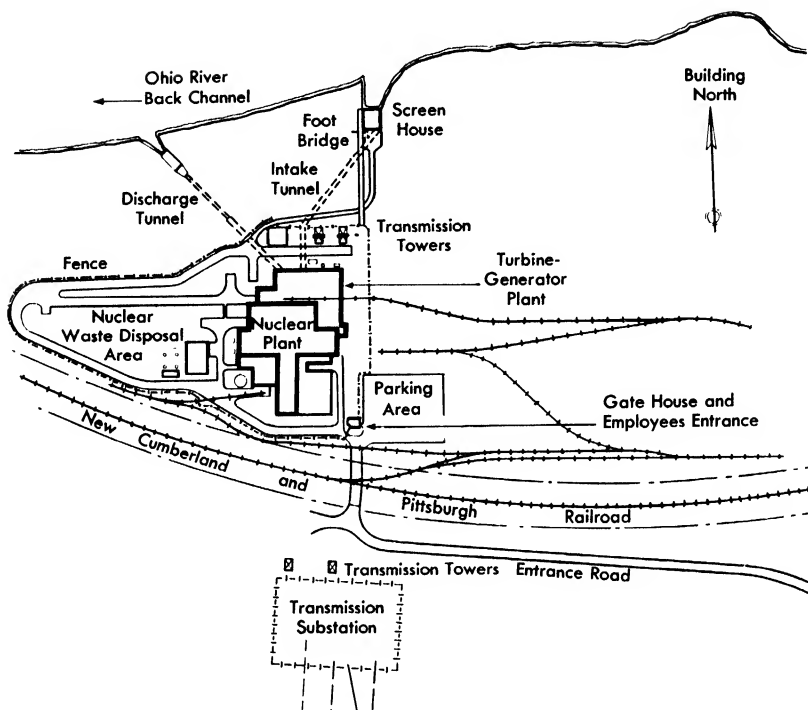 Ohio River
Back Channel
Building
North
Screen
House
Foot
Bridge
Intake
Tunnel
Discharge
Tunnel
Transmission
Towers
Turbine-
Generator
Plant
Fence
Nuclear
Waste Disposal
Area
Nuclear
Plant
Parking
Area
Gate House and
Employees Entrance
New Cumberland and Pittsburgh Railroad
Transmission Towers Entrance Road
Transmission
Substation